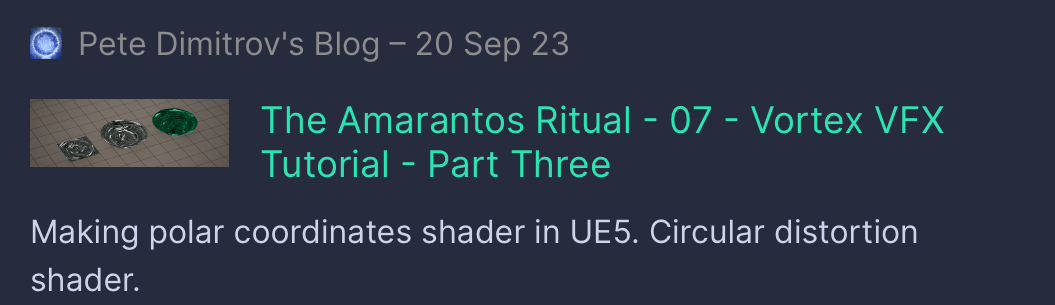 Pete Dimitrov's Blog – 20 Sep 23
The Amarantos Ritual - 07 - Vortex VFX
Tutorial - Part Three
Making polar coordinates shader in UE5. Circular distortion
shader.